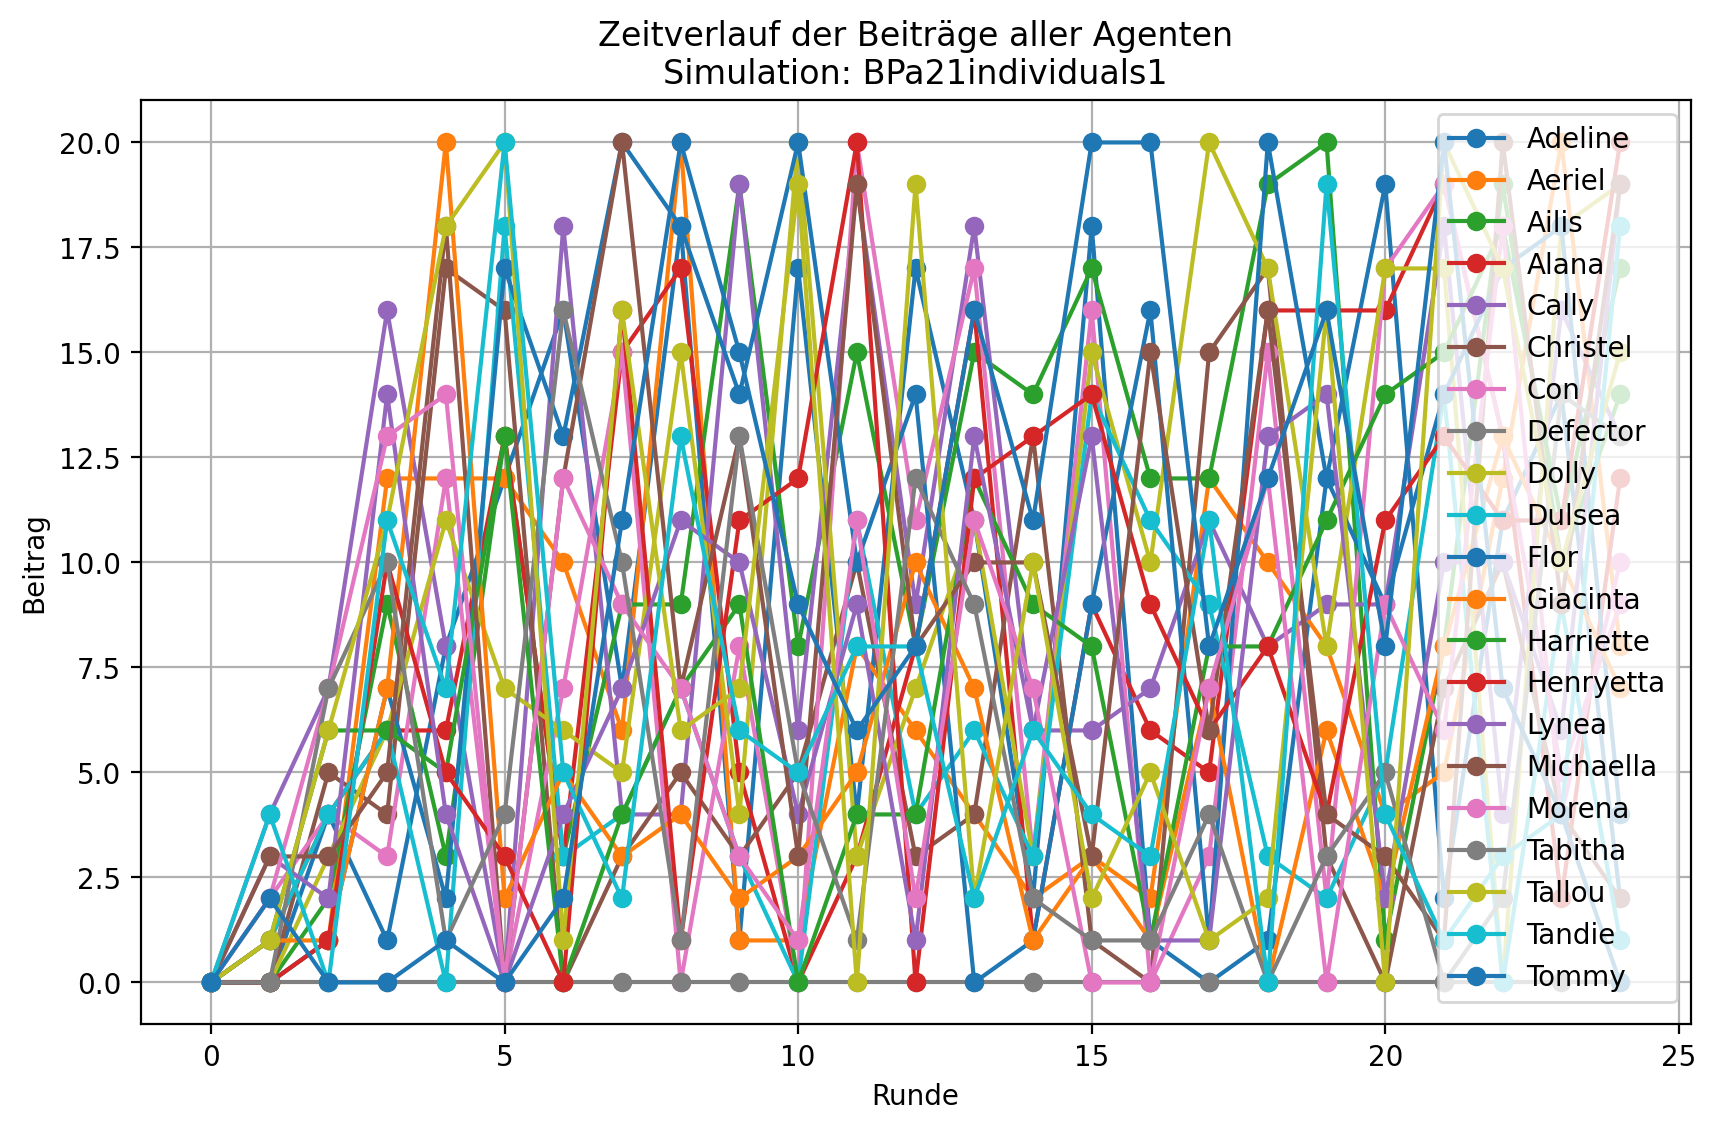 Zeitverlauf der Beiträge aller Agenten
Simulation: BPa21individuals1
Beitrag
20.0
17.5
15.0
12.5
10.0
7.5
5.0
2.5
0.0
0 5 10 15 20 25
Runde
Adeline
Aeriel
Ailis
Alana
Cally
Christel
Con
Defector
Dolly
Dulsea
Flor
Giacinta
Harriette
Henryetta
Lynea
Michaella
Morena
Tabitha
Tallou
Tandie
Tommy